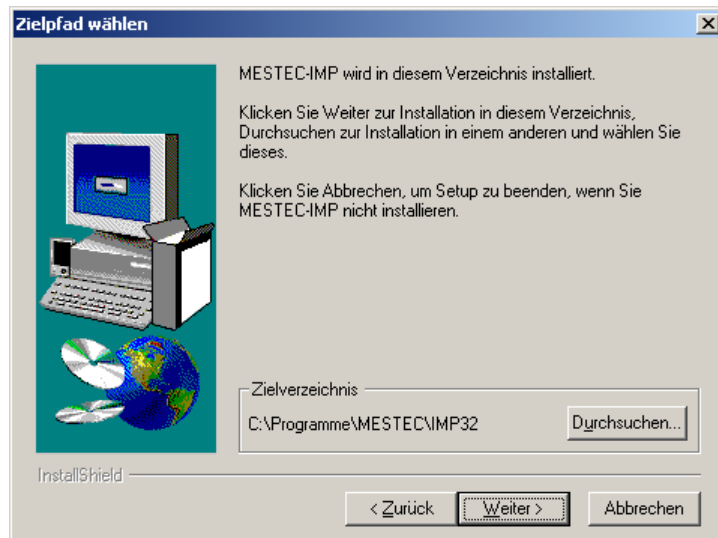 Zielpfad wählen
MESTEC-IMP wird in diesem Verzeichnis installiert.
Klicken Sie Weiter zur Installation in diesem Verzeichnis,
Durchsuchen zur Installation in einem anderen und wählen Sie
dieses.
Klicken Sie Abbrechen, um Setup zu beenden, wenn Sie
MESTEC-IMP nicht installieren.
Zielverzeichnis
C:\Programme\MESTEC\IMP32
Durchsuchen...
InstallShield
< Zurück
Weiter >
Abbrechen